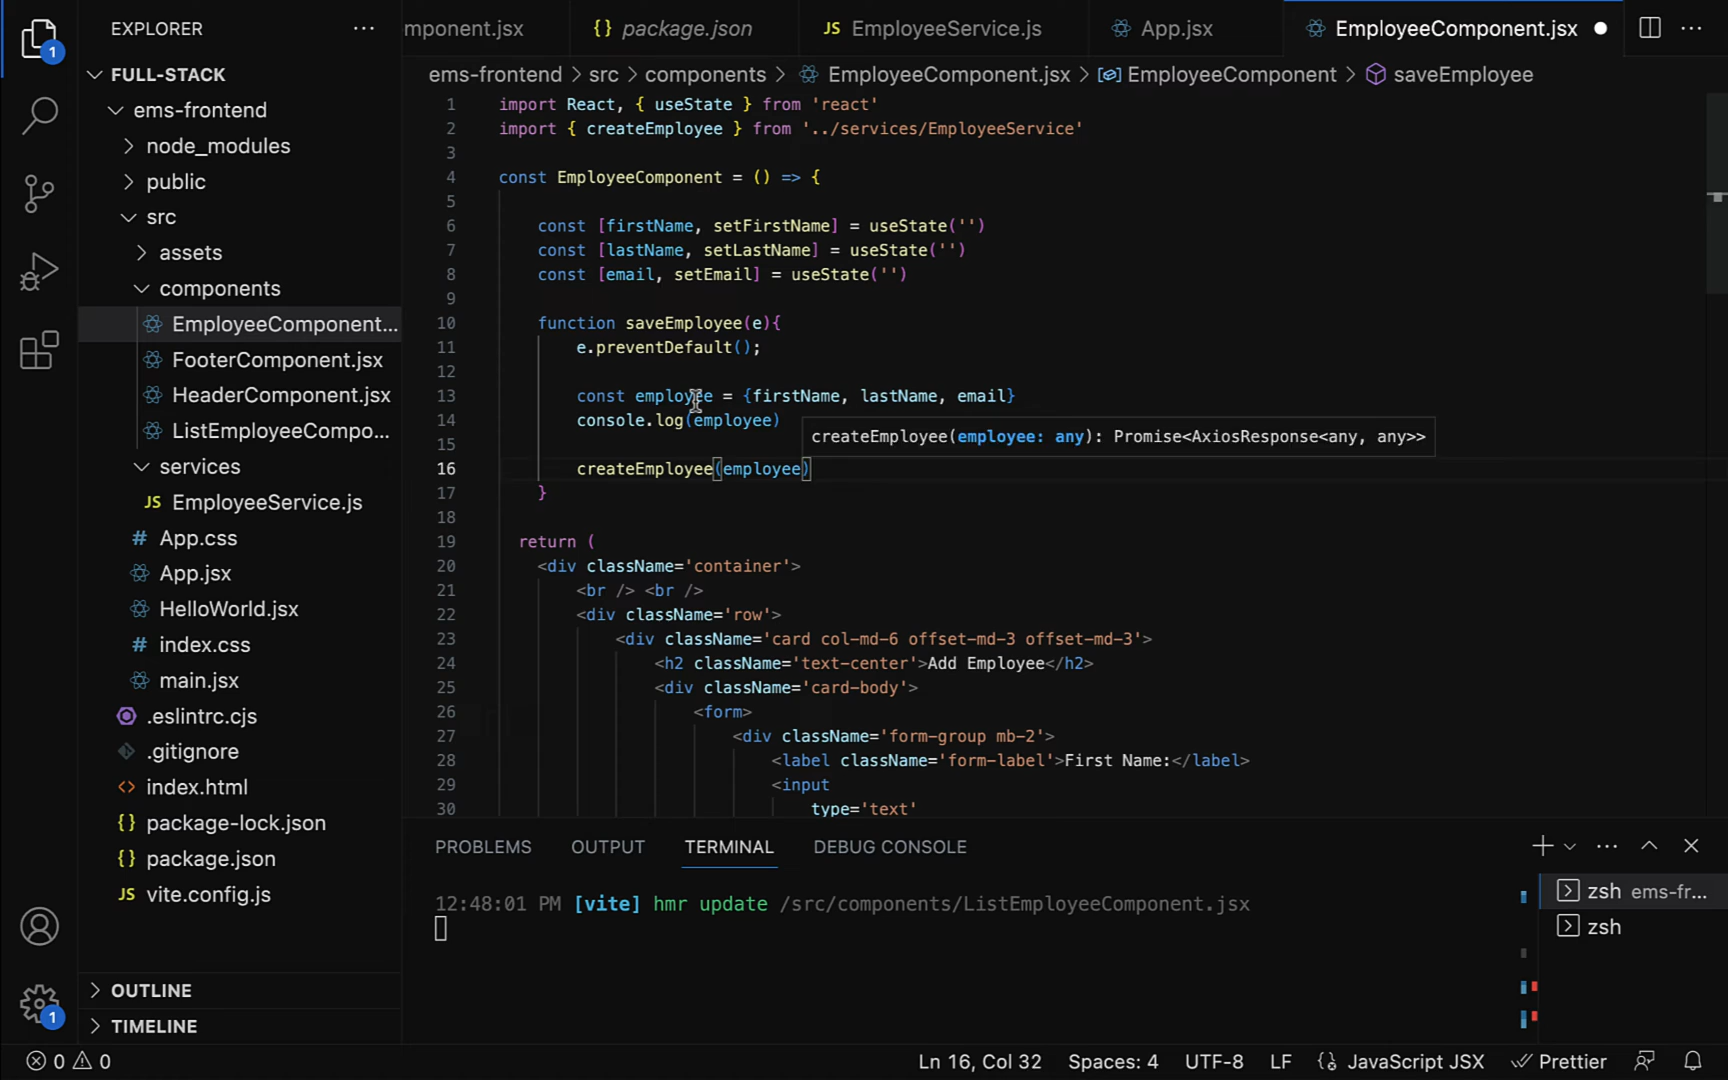 EXPLORER
FULL-STACK
ems-frontend
node_modules
public
src
assets
components
EmployeeComponent...
FooterComponent.jsx
HeaderComponent.jsx
ListEmployeeCompo...
services
JS EmployeeService.js
# App.css
App.jsx
HelloWorld.jsx
# index.css
main.jsx
.eslintrc.cjs
.gitignore
<> index.html
{} package-lock.json
{} package.json
JS vite.config.js
OUTLINE
TIMELINE
1
1
mponent.jsx {} package.json JS EmployeeService.js App.jsx EmployeeComponent.jsx
ems-frontend > src > components > EmployeeComponent.jsx > EmployeeComponent > saveEmployee
1 import React, { useState } from 'react'
2 import { createEmployee } from '../services/EmployeeService'
3
4 const EmployeeComponent = () => {
5
6 const [firstName, setFirstName] = useState('')
7 const [lastName, setLastName] = useState('')
8 const [email, setEmail] = useState('')
9
10 function saveEmployee(e){
11 e.preventDefault();
12
13 const employee = {firstName, lastName, email}
14 console.log(employee)
createEmployee(employee: any): Promise<AxiosResponse<any, any>>
15
16 createEmployee(employee)
17 }
18
19 return (
20 <div className='container'>
21 <br /> <br />
22 <div className='row'>
23 <div className='card col-md-6 offset-md-3 offset-md-3'>
24 <h2 className='text-center'>Add Employee</h2>
25 <div className='card-body'>
26 <form>
27 <div className='form-group mb-2'>
28 <label className='form-label'>First Name:</label>
29 <input
30 type='text'
PROBLEMS OUTPUT TERMINAL DEBUG CONSOLE
12:48:01 PM [vite] hmr update /src/components/ListEmployeeComponent.jsx
zsh ems-fr...
zsh
0 0 Ln 16, Col 32 Spaces: 4 UTF-8 LF {} JavaScript JSX Prettier